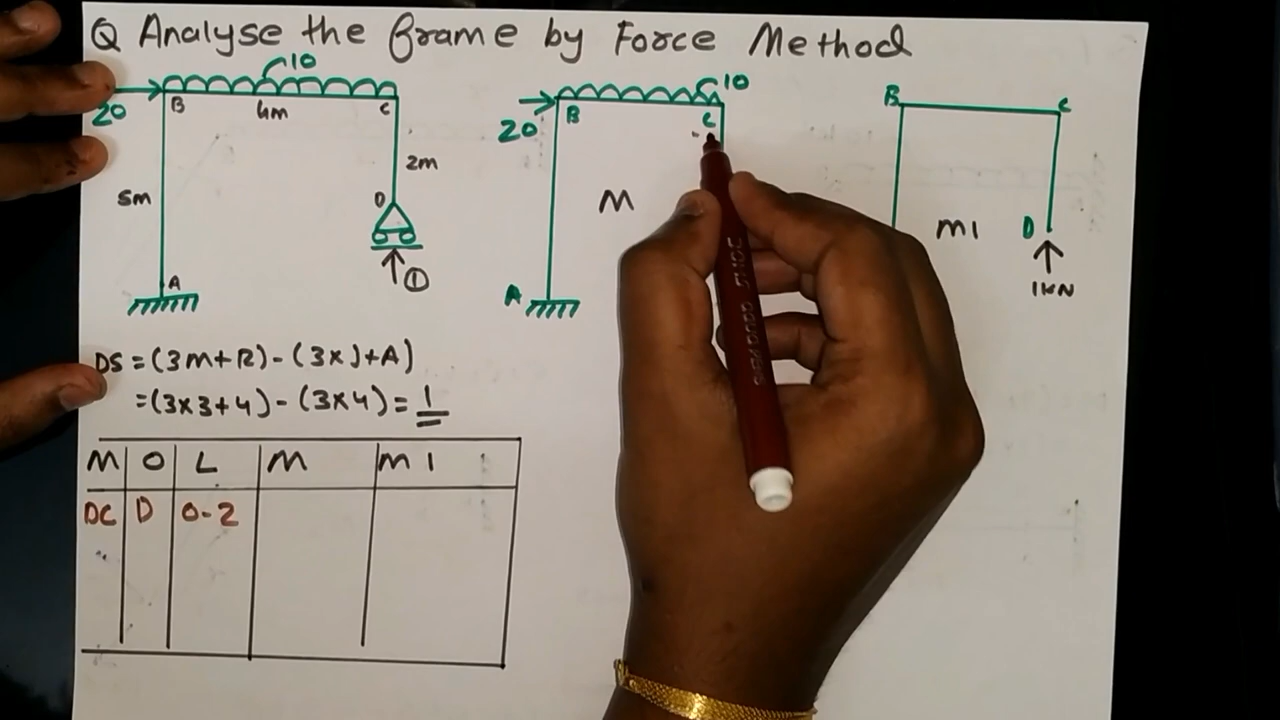 Q Analyse the frame by Force Method
20 B 10 4m C
5m 2m
D
A 1
20 B 10 C
M
A
B C
m1 D
1kN
DS = (3m+R) - (3xJ+A)
=(3x3+4) - (3x4) = 1
M O L M m1
DC D 0-2